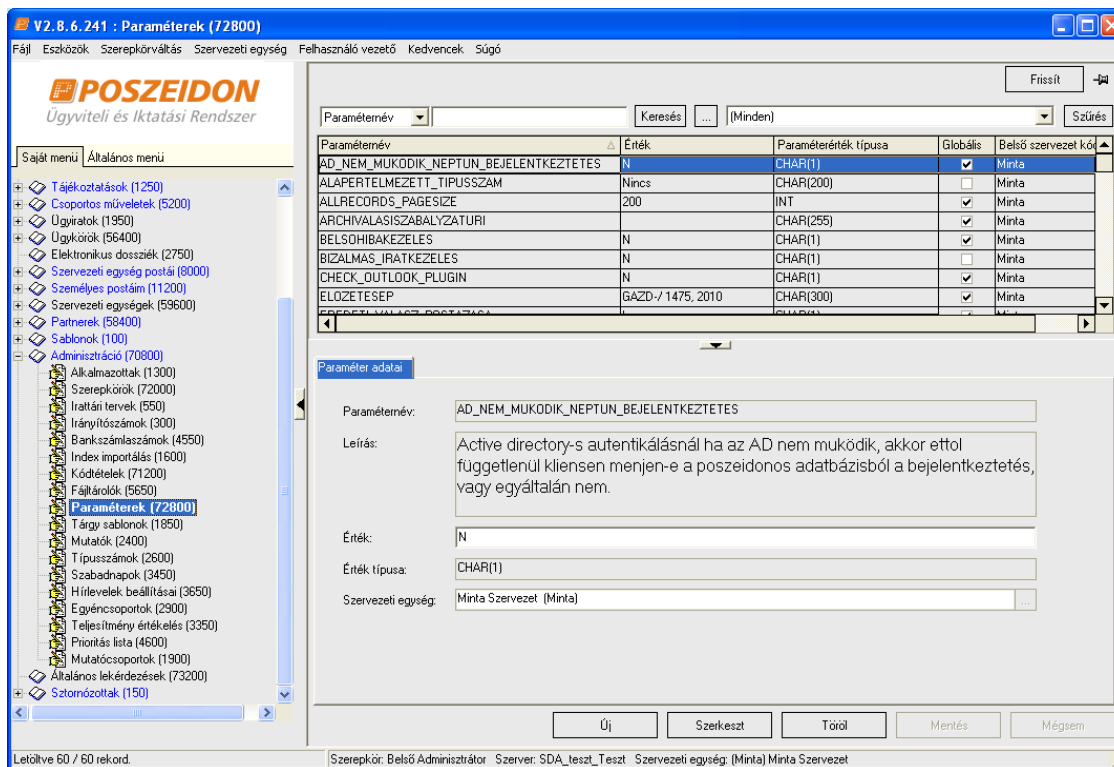 V2.8.6.241 : Paraméterek (72800)
Fájl Eszközök Szerepkörváltás Szervezeti egység Felhasználó vezető Kedvencek Súgó
POSZEIDON
Ügyviteli és Iktatási Rendszer
Saját menü Általános menü
Tájékoztatások (1250)
Csoportos műveletek (5200)
Ügyiratok (1950)
Ügykörök (56400)
Elektronikus dossziék (2750)
Szervezeti egység postái (8000)
Személyes postáim (11200)
Szervezeti egységek (59600)
Partnerek (58400)
Sablonok (100)
Adminisztráció (70800)
Alkalmazottak (1300)
Szerepkörök (72000)
Irattári tervek (550)
Irányítószámok (300)
Bankszámlaszámok (4550)
Index importálás (1600)
Kódtételek (71200)
Fájltárolók (5650)
Paraméterek (72800)
Tárgy sablonok (1850)
Mutatók (2400)
Típusszámok (2600)
Szabadnapok (3450)
Hírlevelek beállításai (3650)
Egyéncsoportok (2900)
Teljesítmény értékelés (3350)
Prioritás lista (4600)
Mutatócsoportok (1900)
Általános lekérdezések (73200)
Sztornózottak (150)
Frissít
Paraméternév Keresés ... (Minden) Szűrés
Paraméternév Érték Paraméterérték típusa Globális Belső szervezet kód
AD_NEM_MUKODIK_NEPTUN_BEJELENTKEZTETES N CHAR(1) Minta
ALAPERTELMEZETT_TIPUSSZAM Nincs CHAR(200) Minta
ALLRECORDS_PAGESIZE 200 INT Minta
ARCHIVALASISZABALYZATURI CHAR(255) Minta
BELSOHIBAKEZELES N CHAR(1) Minta
BIZALMAS_IRATKEZELES N CHAR(1) Minta
CHECK_OUTLOOK_PLUGIN N CHAR(1) Minta
ELOZETESEP GAZD-/ 1475, 2010 CHAR(300) Minta
Paraméter adatai
Paraméternév: AD_NEM_MUKODIK_NEPTUN_BEJELENTKEZTETES
Leírás: Active directory-s autentikálásnál ha az AD nem muködik, akkor ettol
függetlenül kliensen menjen-e a poszeidonos adatbázisból a bejelentkeztetés,
vagy egyáltalán nem.
Érték: N
Érték típusa: CHAR(1)
Szervezeti egység: Minta Szervezet (Minta) ...
Új Szerkeszt Töröl Mentés Mégsem
Letöltve 60 / 60 rekord. Szerepkör: Belső Adminisztrátor Szerver: SDA_teszt_Teszt Szervezeti egység: (Minta) Minta Szervezet